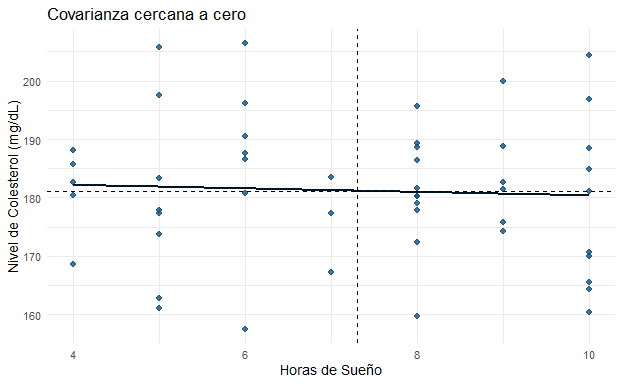 Covarianza cercana a cero
Nivel de Colesterol (mg/dL)
200
190
180
170
160
4 6 8 10
Horas de Sueño